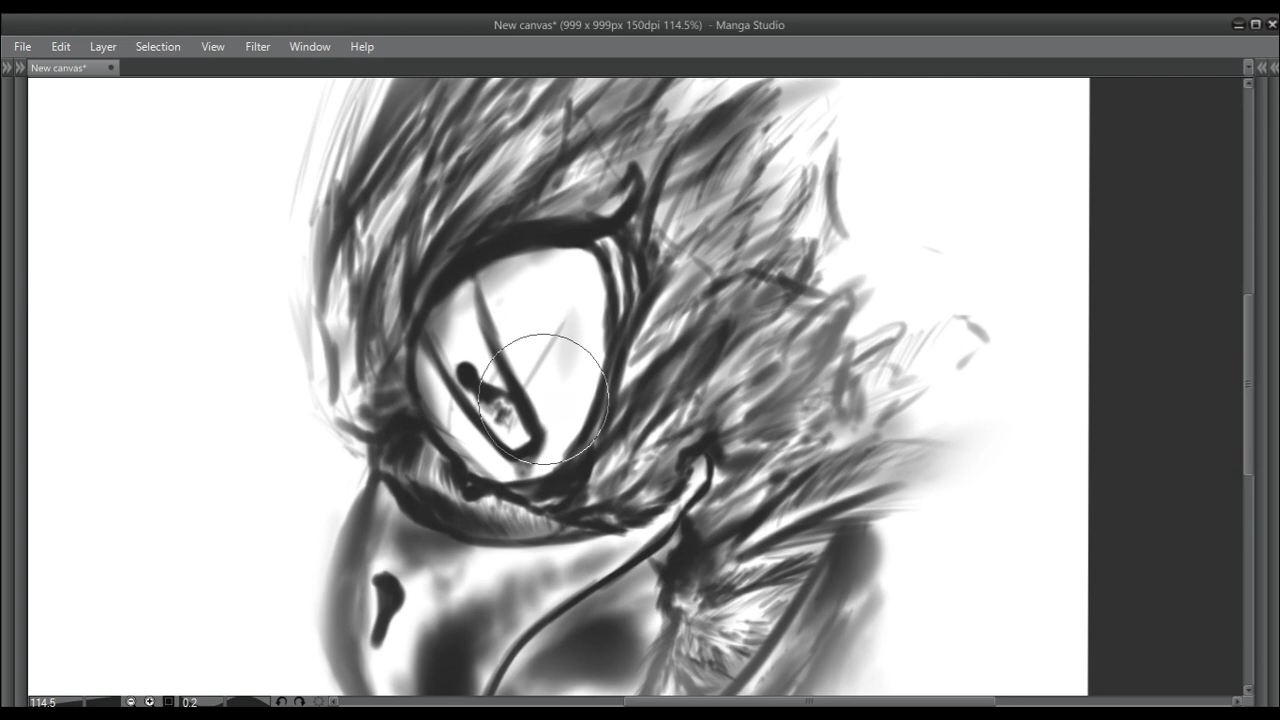 New canvas* (999 x 999px 150dpi 114.5%) - Manga Studio
File Edit Layer Selection View Filter Window Help
New canvas*
114.5 0.2